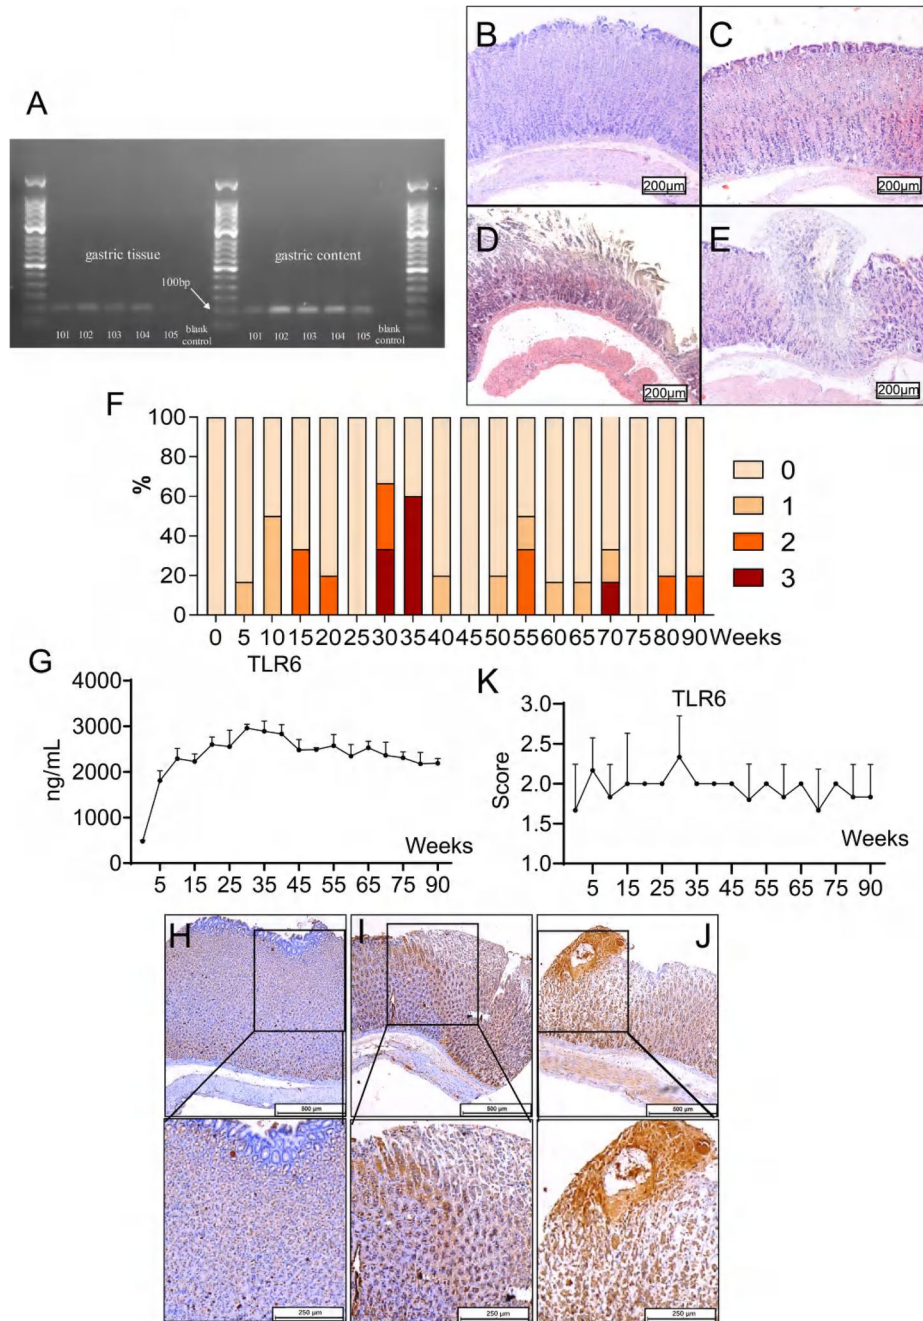 A
gastric tissue
gastric content
100bp
101 102 103 104 105 blank control
101 102 103 104 105 blank control
B
200μm
C
200μm
D
200μm
E
200μm
F
100
80
60
40
20
0
%
0 5 10 15 20 25 30 35 40 45 50 55 60 65 70 75 80 90 Weeks
0
1
2
3
G
TLR6
4000
3000
2000
1000
0
ng/mL
Weeks
5 15 25 35 45 55 65 75 90
K
TLR6
3.0
2.5
2.0
1.5
1.0
Score
Weeks
5 15 25 35 45 55 65 75 90
H
500 μm
I
500 μm
J
500 μm
250 μm
250 μm
250 μm